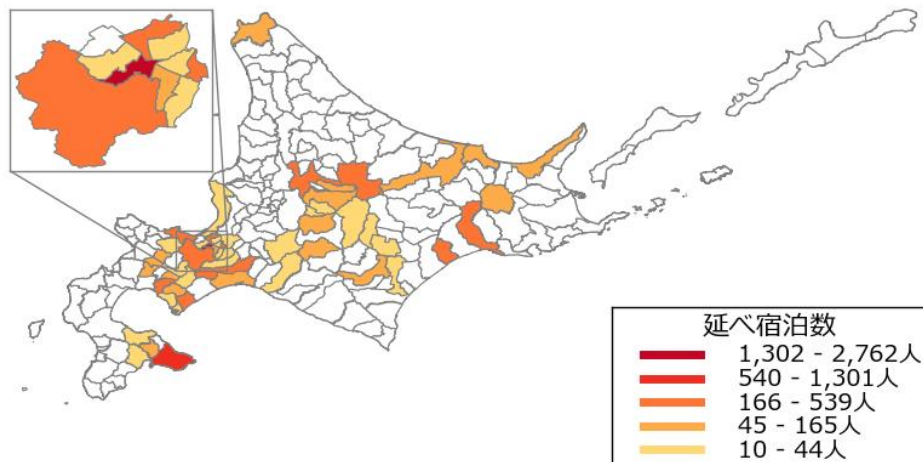 延べ宿泊数
1,302 - 2,762人
540 - 1,301人
166 - 539人
45 - 165人
10 - 44人